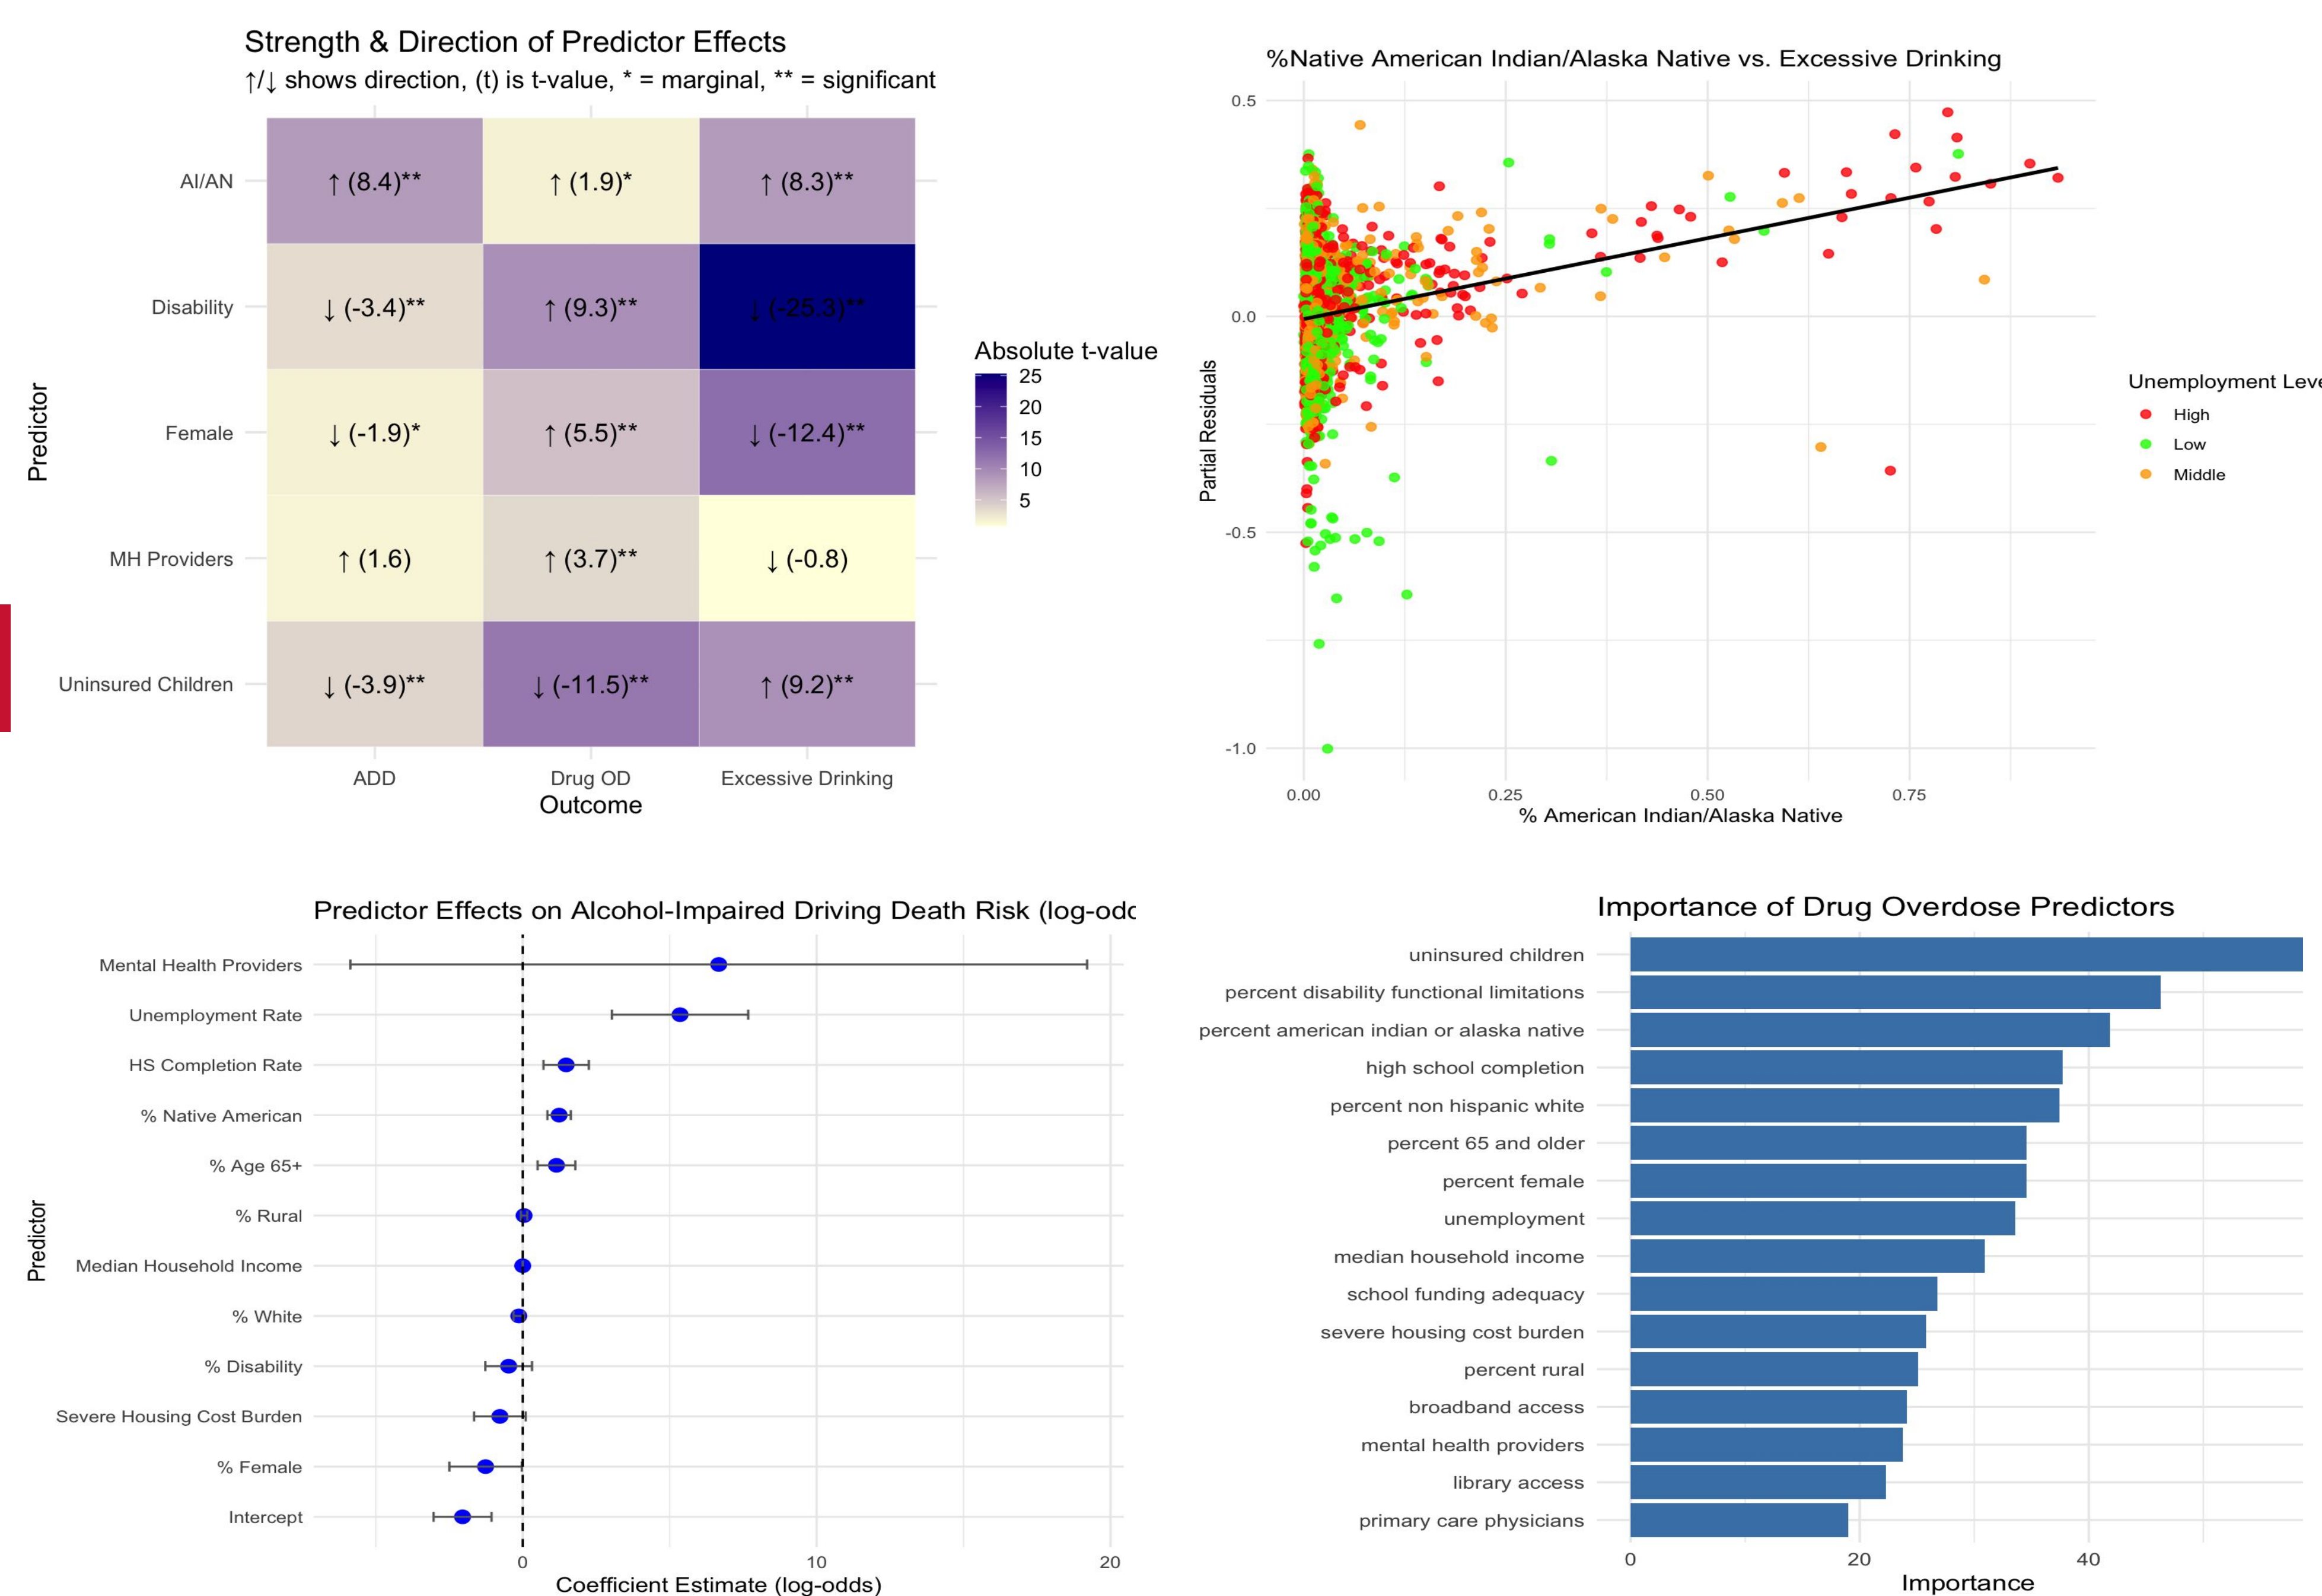 Strength & Direction of Predictor Effects
↑/↓ shows direction, (t) is t-value, * = marginal, ** = significant
Predictor
AI/AN
↑ (8.4)**
↑ (1.9)*
↑ (8.3)**
Disability
↓ (-3.4)**
↑ (9.3)**
↓ (-25.3)**
Female
↓ (-1.9)*
↑ (5.5)**
↓ (-12.4)**
MH Providers
↑ (1.6)
↑ (3.7)**
↓ (-0.8)
Uninsured Children
↓ (-3.9)**
↓ (-11.5)**
↑ (9.2)**
ADD
Drug OD
Excessive Drinking
Outcome
Absolute t-value
25
20
15
10
5
%Native American Indian/Alaska Native vs. Excessive Drinking
Partial Residuals
0.5
0.0
-0.5
-1.0
0.00
0.25
0.50
0.75
% American Indian/Alaska Native
Unemployment Leve
High
Low
Middle
Predictor Effects on Alcohol-Impaired Driving Death Risk (log-odd
Predictor
Mental Health Providers
Unemployment Rate
HS Completion Rate
% Native American
% Age 65+
% Rural
Median Household Income
% White
% Disability
Severe Housing Cost Burden
% Female
Intercept
0
10
20
Coefficient Estimate (log-odds)
Importance of Drug Overdose Predictors
uninsured children
percent disability functional limitations
percent american indian or alaska native
high school completion
percent non hispanic white
percent 65 and older
percent female
unemployment
median household income
school funding adequacy
severe housing cost burden
percent rural
broadband access
mental health providers
library access
primary care physicians
0
20
40
Importance